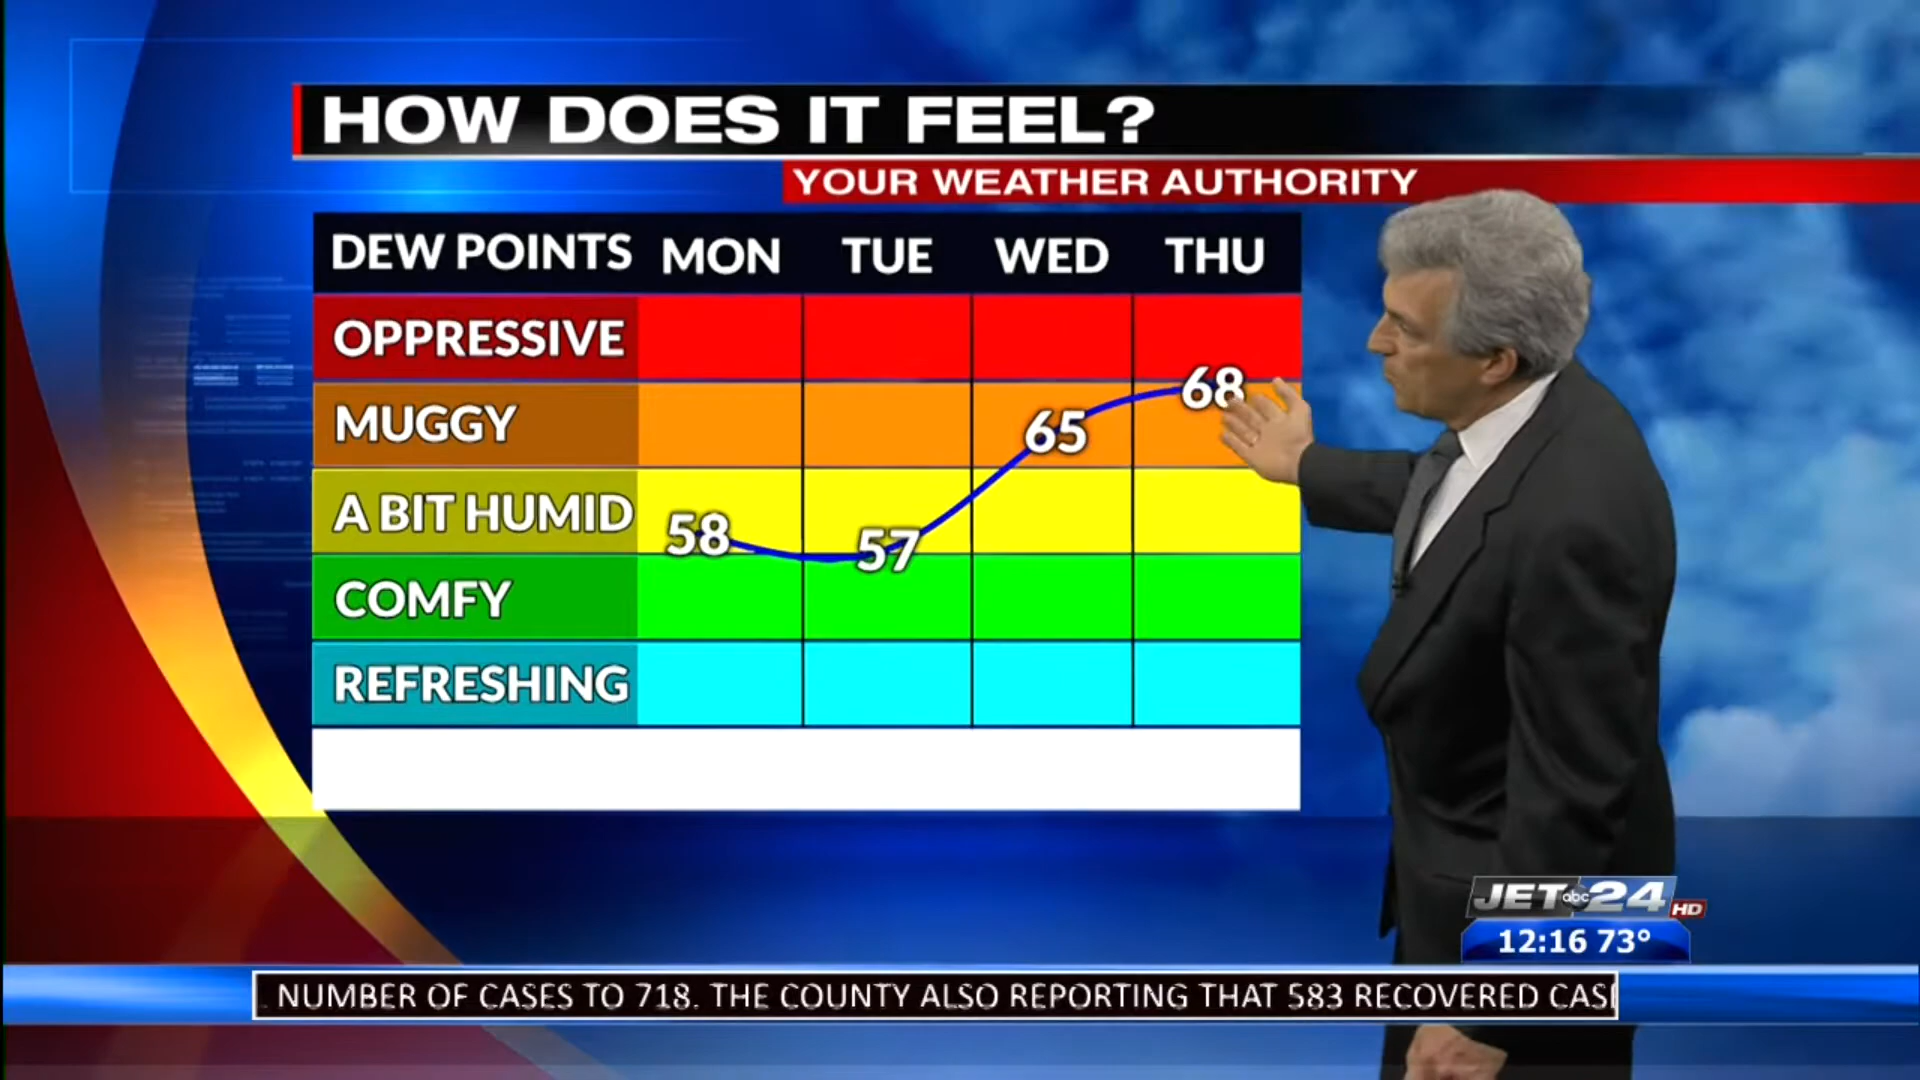 HOW DOES IT FEEL?
YOUR WEATHER AUTHORITY
DEW POINTS MON TUE WED THU
OPPRESSIVE
MUGGY
A BIT HUMID
COMFY
REFRESHING
58
57
65
68
JET abc 24 HD
12:16 73°
NUMBER OF CASES TO 718. THE COUNTY ALSO REPORTING THAT 583 RECOVERED